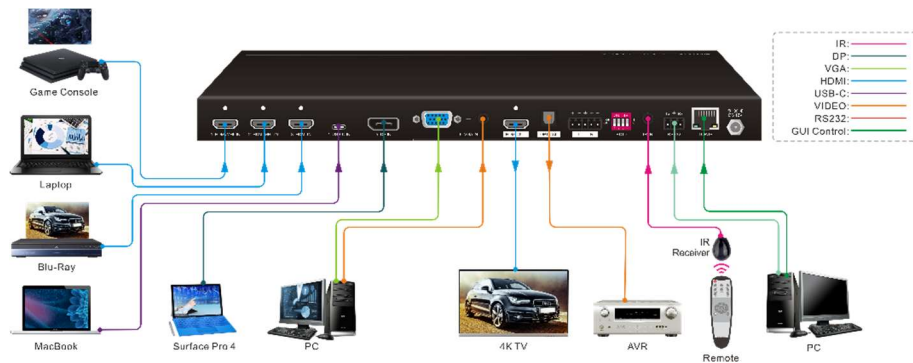 Game Console
Laptop
Blu-Ray
MacBook
Surface Pro 4
PC
4K TV
AVR
IR
Receiver
Remote
PC
IR:
DP:
VGA:
HDMI:
USB-C:
VIDEO:
RS232:
GUI Control: